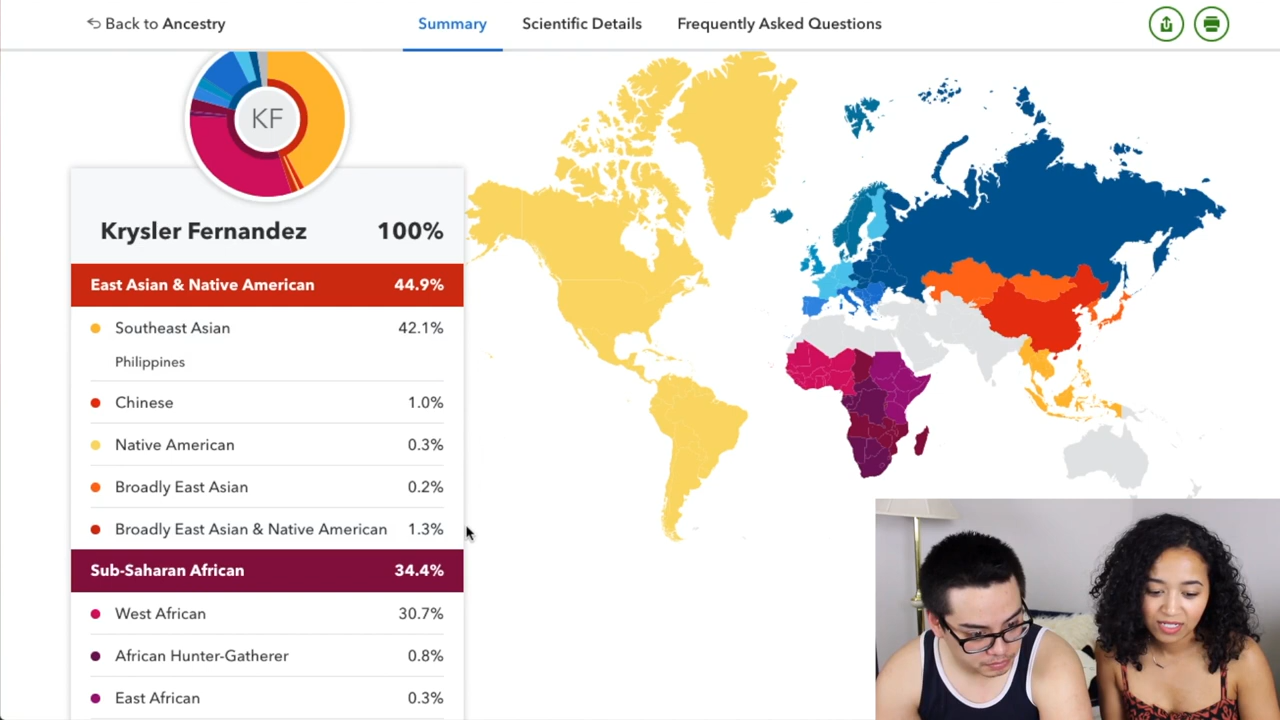 Back to Ancestry
Summary
Scientific Details
Frequently Asked Questions
KF
Krysler Fernandez 100%
East Asian & Native American 44.9%
Southeast Asian 42.1%
Philippines
Chinese 1.0%
Native American 0.3%
Broadly East Asian 0.2%
Broadly East Asian & Native American 1.3%
Sub-Saharan African 34.4%
West African 30.7%
African Hunter-Gatherer 0.8%
East African 0.3%